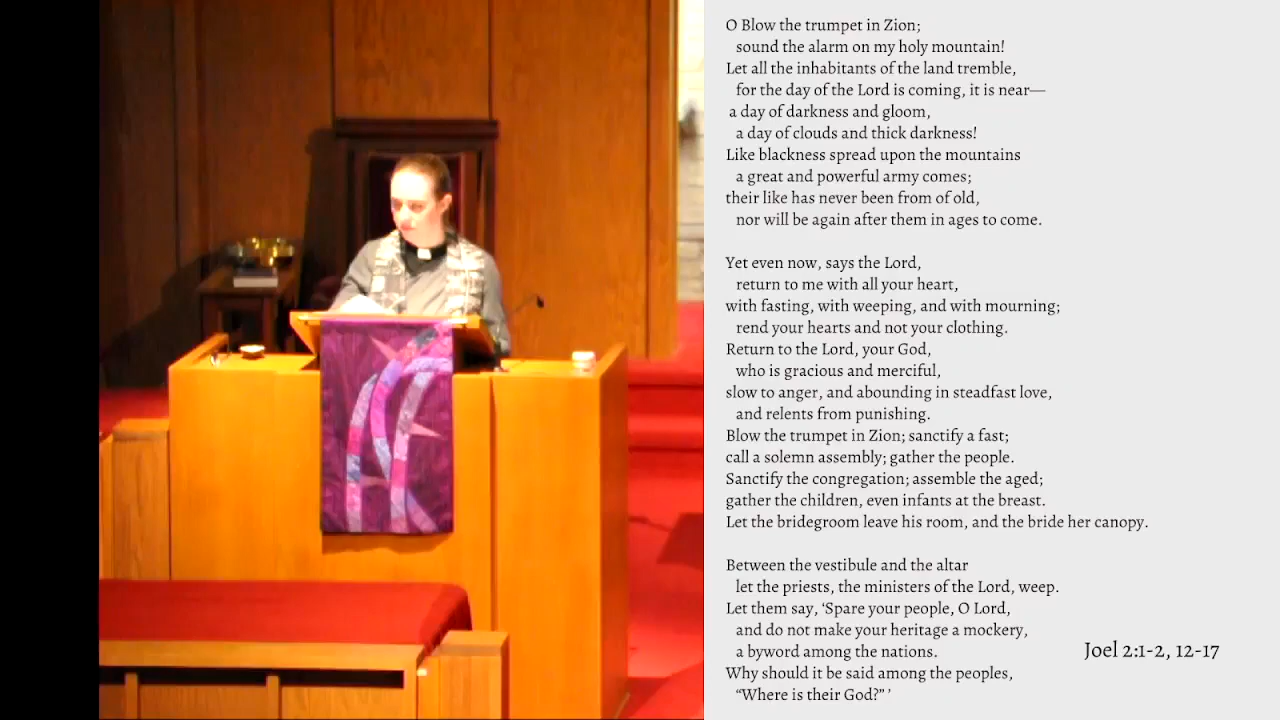 O Blow the trumpet in Zion;
sound the alarm on my holy mountain!
Let all the inhabitants of the land tremble,
for the day of the Lord is coming, it is near—
a day of darkness and gloom,
a day of clouds and thick darkness!
Like blackness spread upon the mountains
a great and powerful army comes;
their like has never been from of old,
nor will be again after them in ages to come.
Yet even now, says the Lord,
return to me with all your heart,
with fasting, with weeping, and with mourning;
rend your hearts and not your clothing.
Return to the Lord, your God,
who is gracious and merciful,
slow to anger, and abounding in steadfast love,
and relents from punishing.
Blow the trumpet in Zion; sanctify a fast;
call a solemn assembly; gather the people.
Sanctify the congregation; assemble the aged;
gather the children, even infants at the breast.
Let the bridegroom leave his room, and the bride her canopy.
Between the vestibule and the altar
let the priests, the ministers of the Lord, weep.
Let them say, ‘Spare your people, O Lord,
and do not make your heritage a mockery,
a byword among the nations.
Why should it be said among the peoples,
“Where is their God?” ’
Joel 2:1-2, 12-17